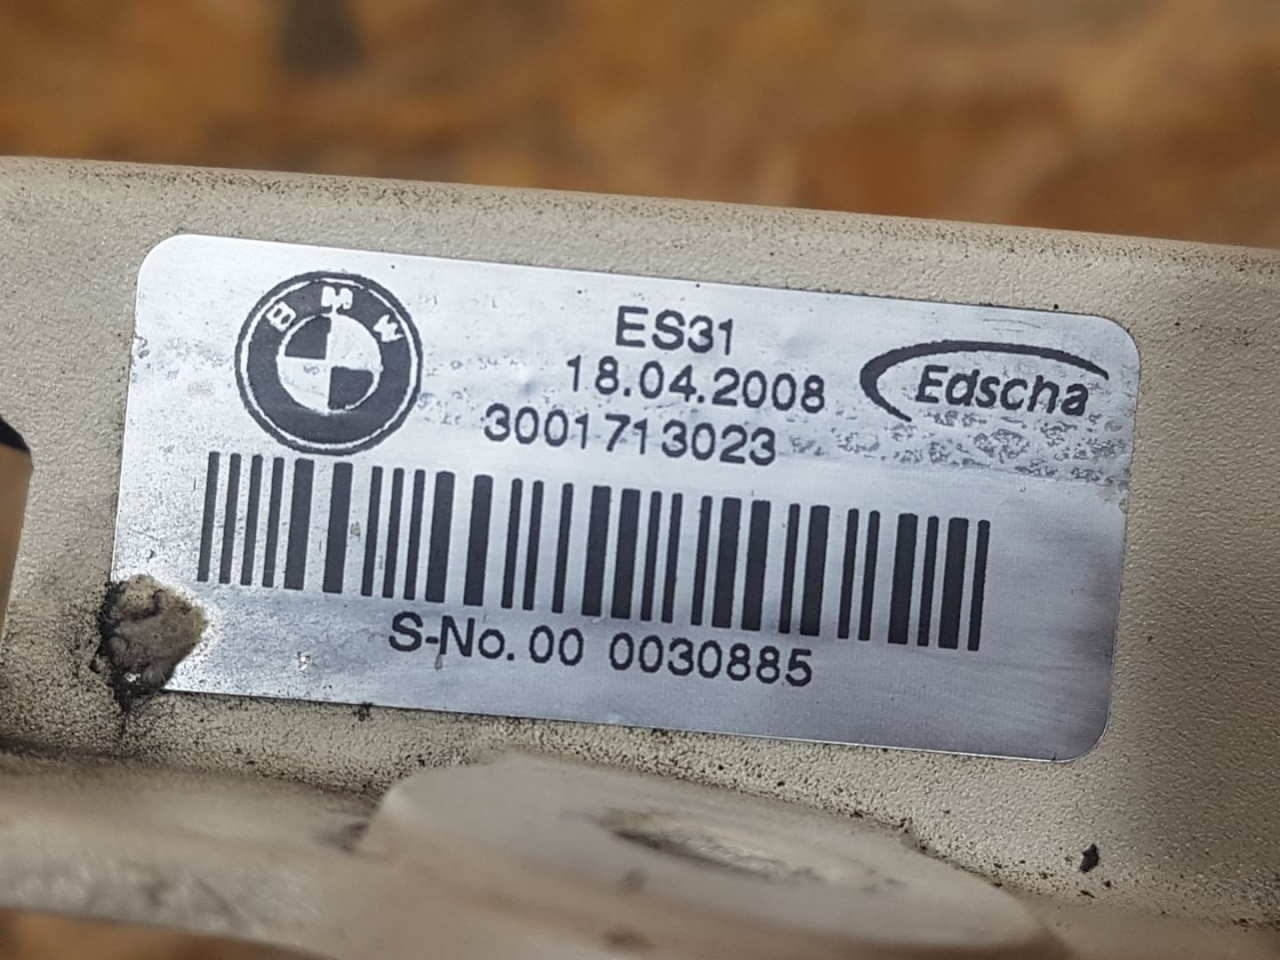 BMW
ES31
18.04.2008
Edscha
3001713023
S-No. 00 0030885